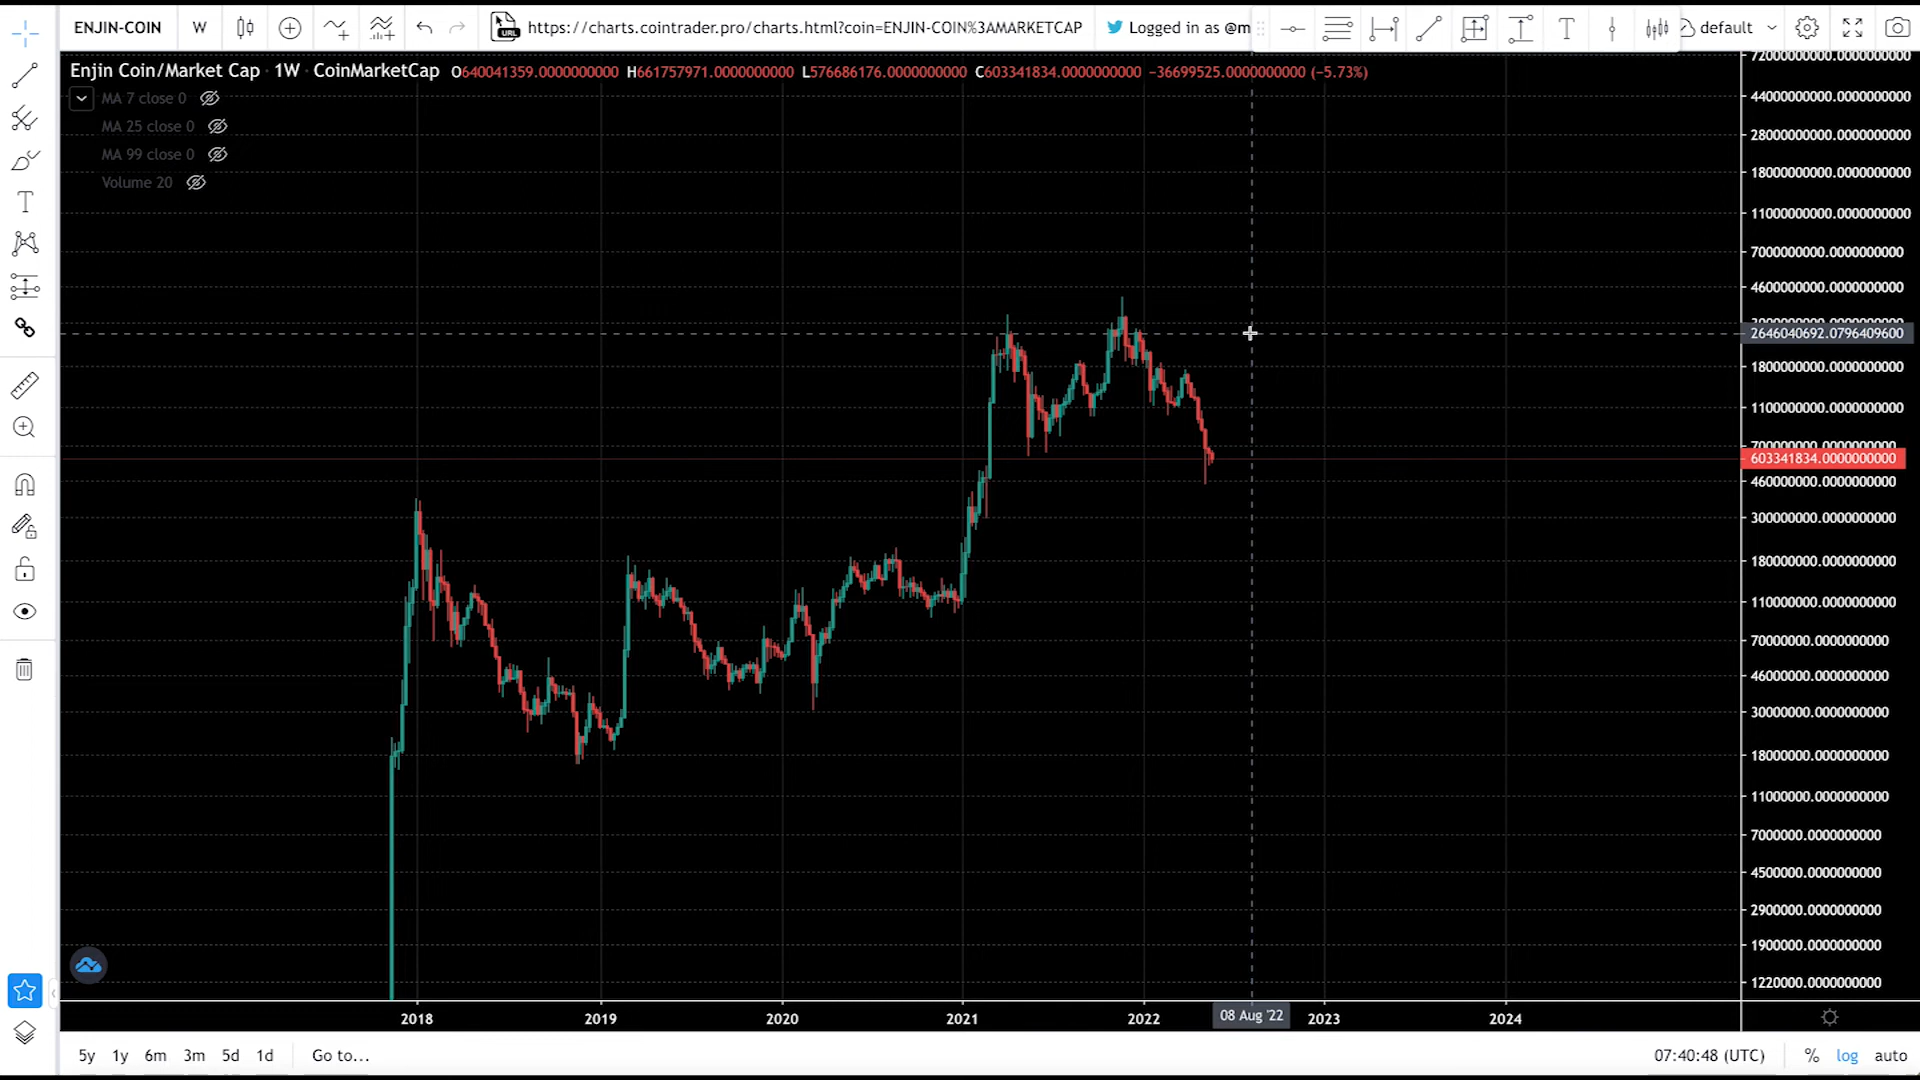 ENJIN-COIN W https://charts.cointrader.pro/charts.html?coin=ENJIN-COIN%3AMARKETCAP Logged in as @m T default
Enjin Coin/Market Cap · 1W · CoinMarketCap O640041359.0000000000 H661757971.0000000000 L576686176.0000000000 C603341834.0000000000 −36699525.0000000000 (−5.73%)
MA 7 close 0
MA 25 close 0
MA 99 close 0
Volume 20
URL
T
72000000000.0000000000
44000000000.0000000000
28000000000.0000000000
18000000000.0000000000
11000000000.0000000000
7000000000.0000000000
4600000000.0000000000
2646040692.0796409600
1800000000.0000000000
1100000000.0000000000
700000000.0000000000
603341834.0000000000
460000000.0000000000
300000000.0000000000
180000000.0000000000
110000000.0000000000
70000000.0000000000
46000000.0000000000
30000000.0000000000
18000000.0000000000
11000000.0000000000
7000000.0000000000
4500000.0000000000
2900000.0000000000
1900000.0000000000
1220000.0000000000
2018 2019 2020 2021 2022 08 Aug '22 2023 2024
5y 1y 6m 3m 5d 1d Go to... 07:40:48 (UTC) % log auto